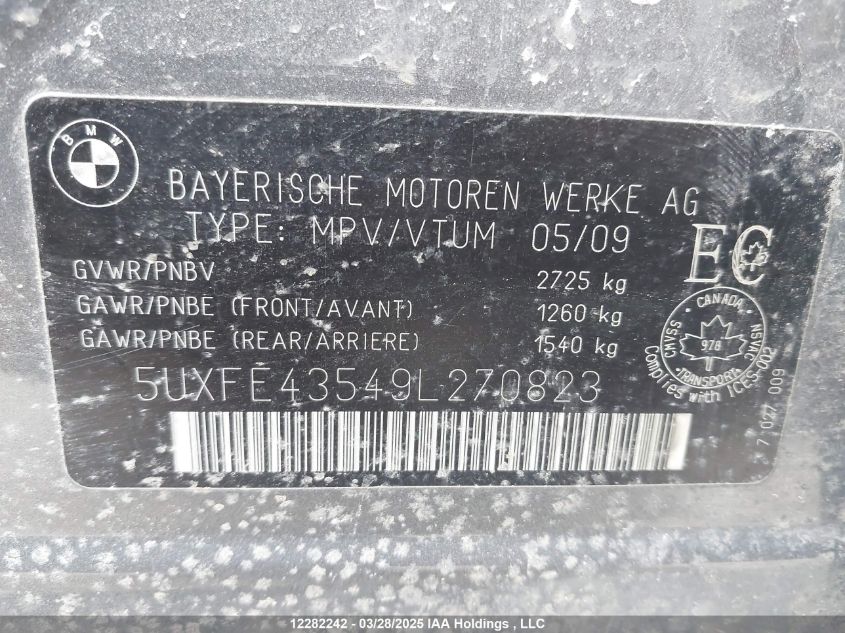 BMW
BAYERISCHE MOTOREN WERKE AG
TYPE: MPV/VTUM 05/09
EC
GVWR/PNBV 2725 kg
GAWR/PNBE (FRONT/AVANT) 1260 kg
GAWR/PNBE (REAR/ARRIERE) 1540 kg
CANADA
CMVSS
NSVAC
978
TRANSPORT
Complies with ICES-002
7 027 009
5UXFE43549L270823
12282242 - 03/28/2025 IAA Holdings , LLC